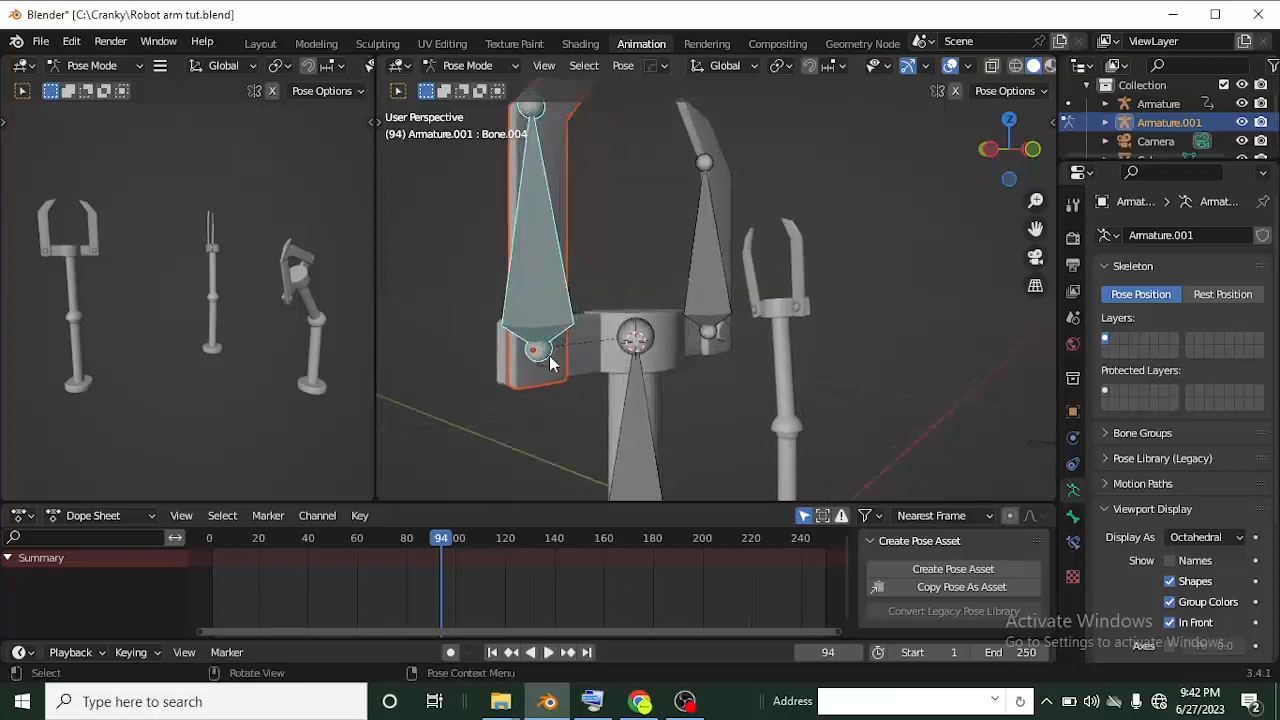 Blender* [C:\Cranky\Robot arm tut.blend]
File Edit Render Window Help Layout Modeling Sculpting UV Editing Texture Paint Shading Animation Rendering Compositing Geometry Node Scene ViewLayer
Pose Mode Global Pose Mode View Select Pose Global
Collection
Pose Options Pose Options
Armature
User Perspective
(94) Armature.001 : Bone.004
Armature.001
Camera
Armat... > Armat...
Armature.001
Skeleton
Pose Position Rest Position
Layers:
Protected Layers:
Bone Groups
Pose Library (Legacy)
Motion Paths
Viewport Display
Dope Sheet View Select Marker Channel Key Nearest Frame
Display As Octahedral
0 20 40 60 80 94 00 120 140 160 180 200 220 240
Create Pose Asset
Summary
Show Names
Create Pose Asset
Shapes
Copy Pose As Asset
Group Colors
Convert Legacy Pose Library
In Front
Activate Windows
Go to Settings to activate Windows.
Axes
Playback Keying View Marker 94 Start 1 End 250
Select Rotate View Pose Context Menu 3.4.1
Type here to search
Address
9:42 PM
6/27/2023
2